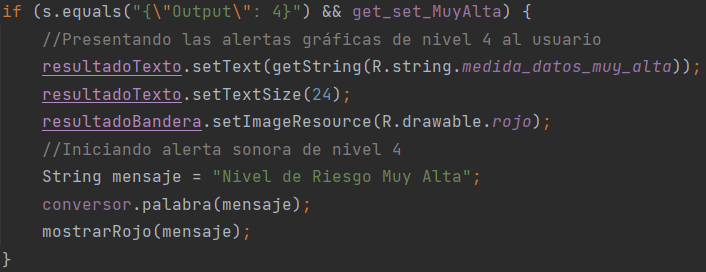 if (s.equals("{\"Output\": 4}") && get_set_MuyAlta) {
//Presentando las alertas gráficas de nivel 4 al usuario
resultadoTexto.setText(getString(R.string.medida_datos_muy_alta));
resultadoTexto.setTextSize(24);
resultadoBandera.setImageResource(R.drawable.rojo);
//Iniciando alerta sonora de nivel 4
String mensaje = "Nivel de Riesgo Muy Alta";
conversor.palabra(mensaje);
mostrarRojo(mensaje);
}